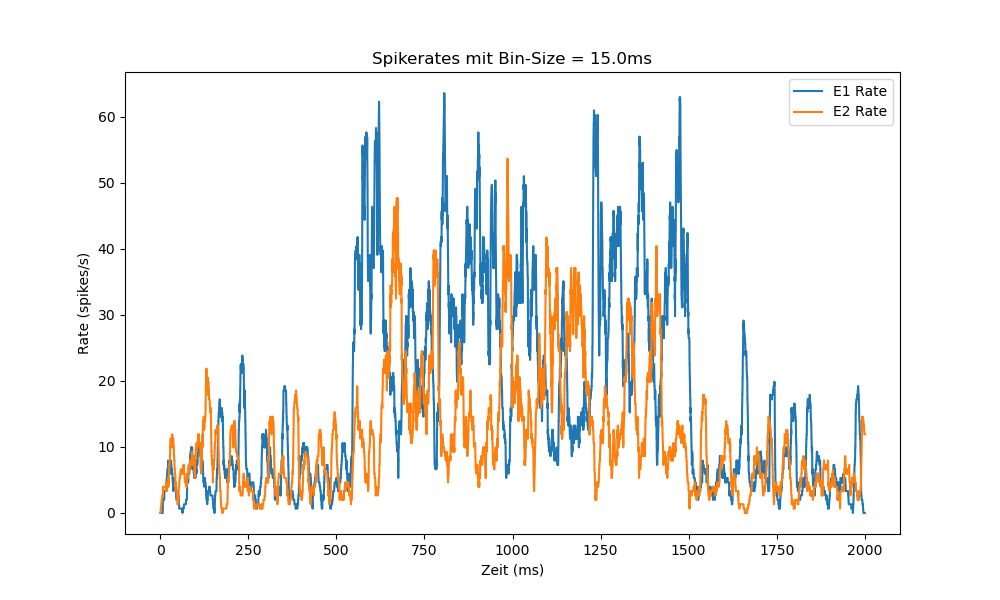 Spikerates mit Bin-Size = 15.0ms
E1 Rate
E2 Rate
Rate (spikes/s)
60
50
40
30
20
10
0
0 250 500 750 1000 1250 1500 1750 2000
Zeit (ms)